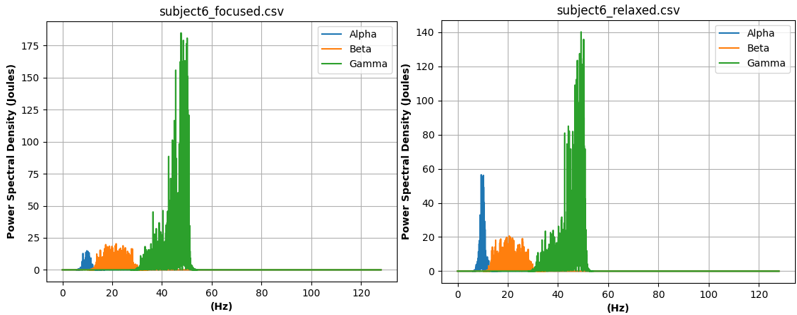 subject6_focused.csv
Power Spectral Density (Joules)
175
150
125
100
75
50
25
0
0 20 40 60 80 100 120
(Hz)
Alpha
Beta
Gamma
subject6_relaxed.csv
Power Spectral Density (Joules)
140
120
100
80
60
40
20
0
0 20 40 60 80 100 120
(Hz)
Alpha
Beta
Gamma